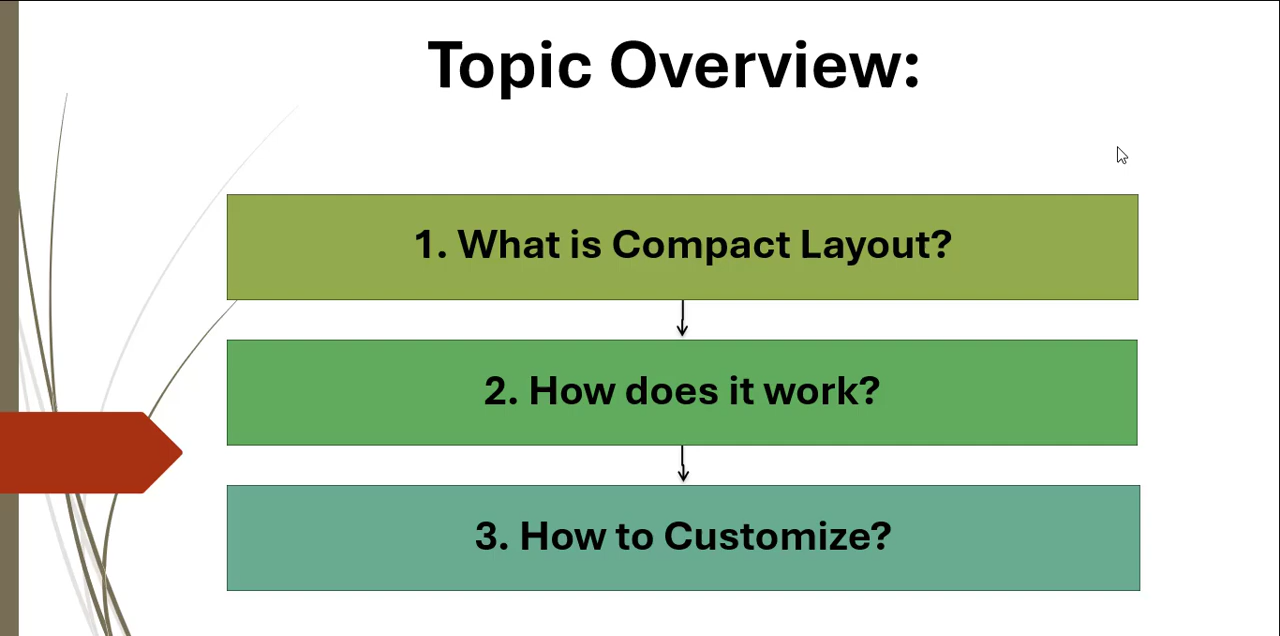 Topic Overview:
1. What is Compact Layout?
2. How does it work?
3. How to Customize?